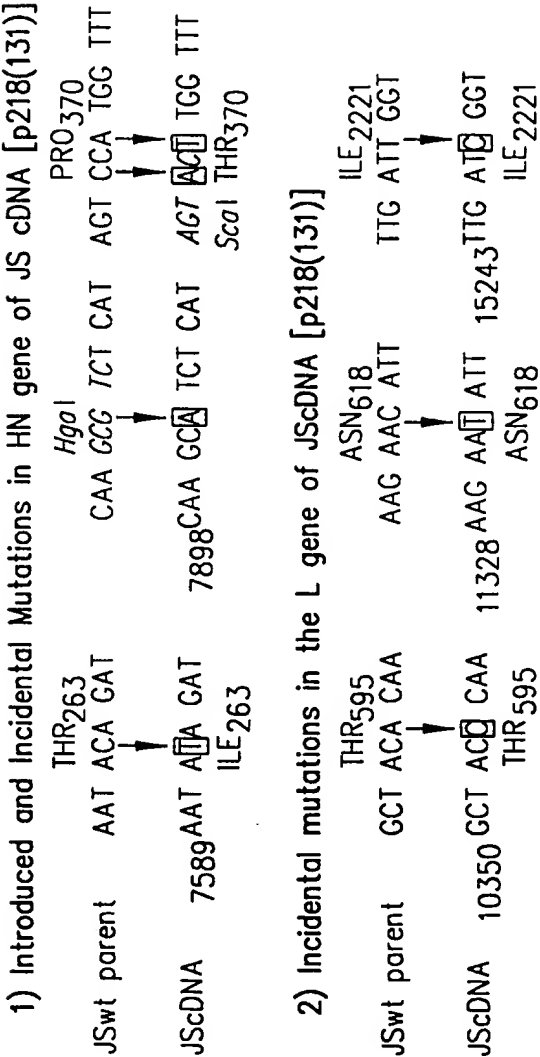 1) Introduced and Incidental Mutations in HN gene of JS cDNA [p218(131)]
THR263 HgaI PRO370
JSwt parent AAT ACA GAT CAA GCG TCT CAT AGT CCA TGG TTT
JScDNA 7589AAT ATA GAT 7898CAA GCA TCT CAT AGT ACT TGG TTT
ILE263 ScaI THR370
2) Incidental mutations in the L gene of JScDNA [p218(131)]
THR595 ASN618 ILE2221
JSwt parent GCT ACA CAA AAG AAC ATT TTG ATT GGT
JScDNA 10350 GCT ACC CAA 11328AAG AAT ATT 15243TTG ATC GGT
THR595 ASN618 ILE2221